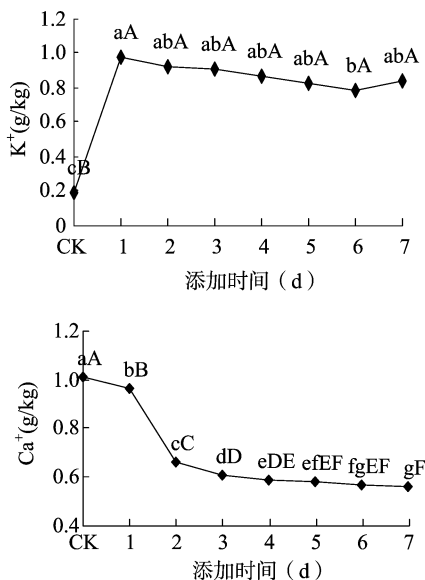 K⁺(g/kg)
1.2
1.0
0.8
0.6
0.4
0.2
0
aA
abA
abA
abA
abA
bA
abA
cB
CK 1 2 3 4 5 6 7
添加时间(d)
Ca⁺(g/kg)
1.2
1.0
0.8
0.6
0.4
aA
bB
cC
dD
eDE
efEF
fgEF
gF
CK 1 2 3 4 5 6 7
添加时间(d)